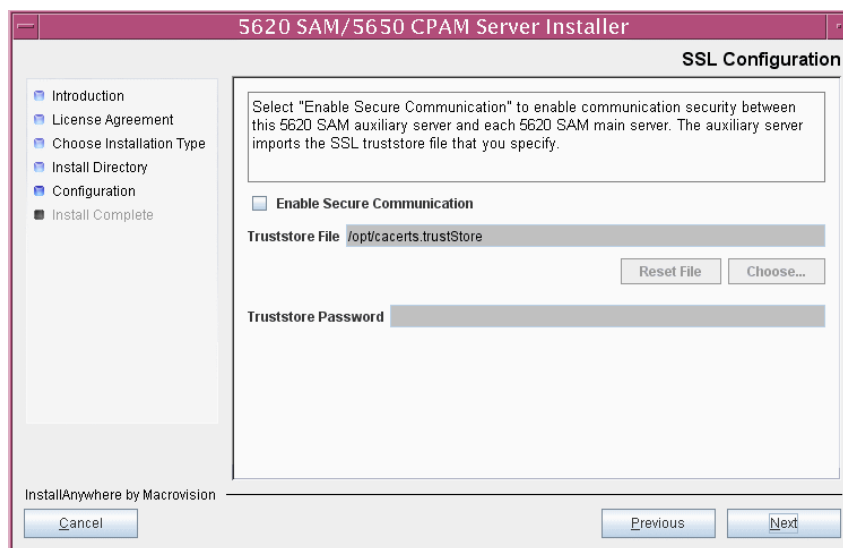 5620 SAM/5650 CPAM Server Installer
SSL Configuration
Introduction
License Agreement
Choose Installation Type
Install Directory
Configuration
Install Complete
Select "Enable Secure Communication" to enable communication security between
this 5620 SAM auxiliary server and each 5620 SAM main server. The auxiliary server
imports the SSL truststore file that you specify.
Enable Secure Communication
Truststore File /opt/cacerts.trustStore
Reset File Choose...
Truststore Password
InstallAnywhere by Macrovision
Cancel Previous Next